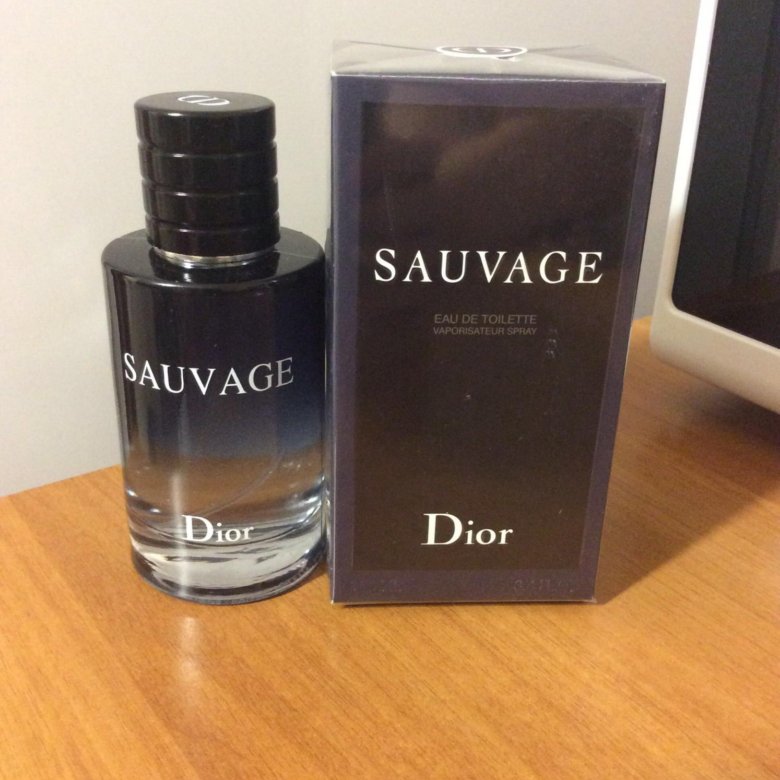 SAUVAGE
Dior
SAUVAGE
EAU DE TOILETTE
VAPORISATEUR SPRAY
Dior